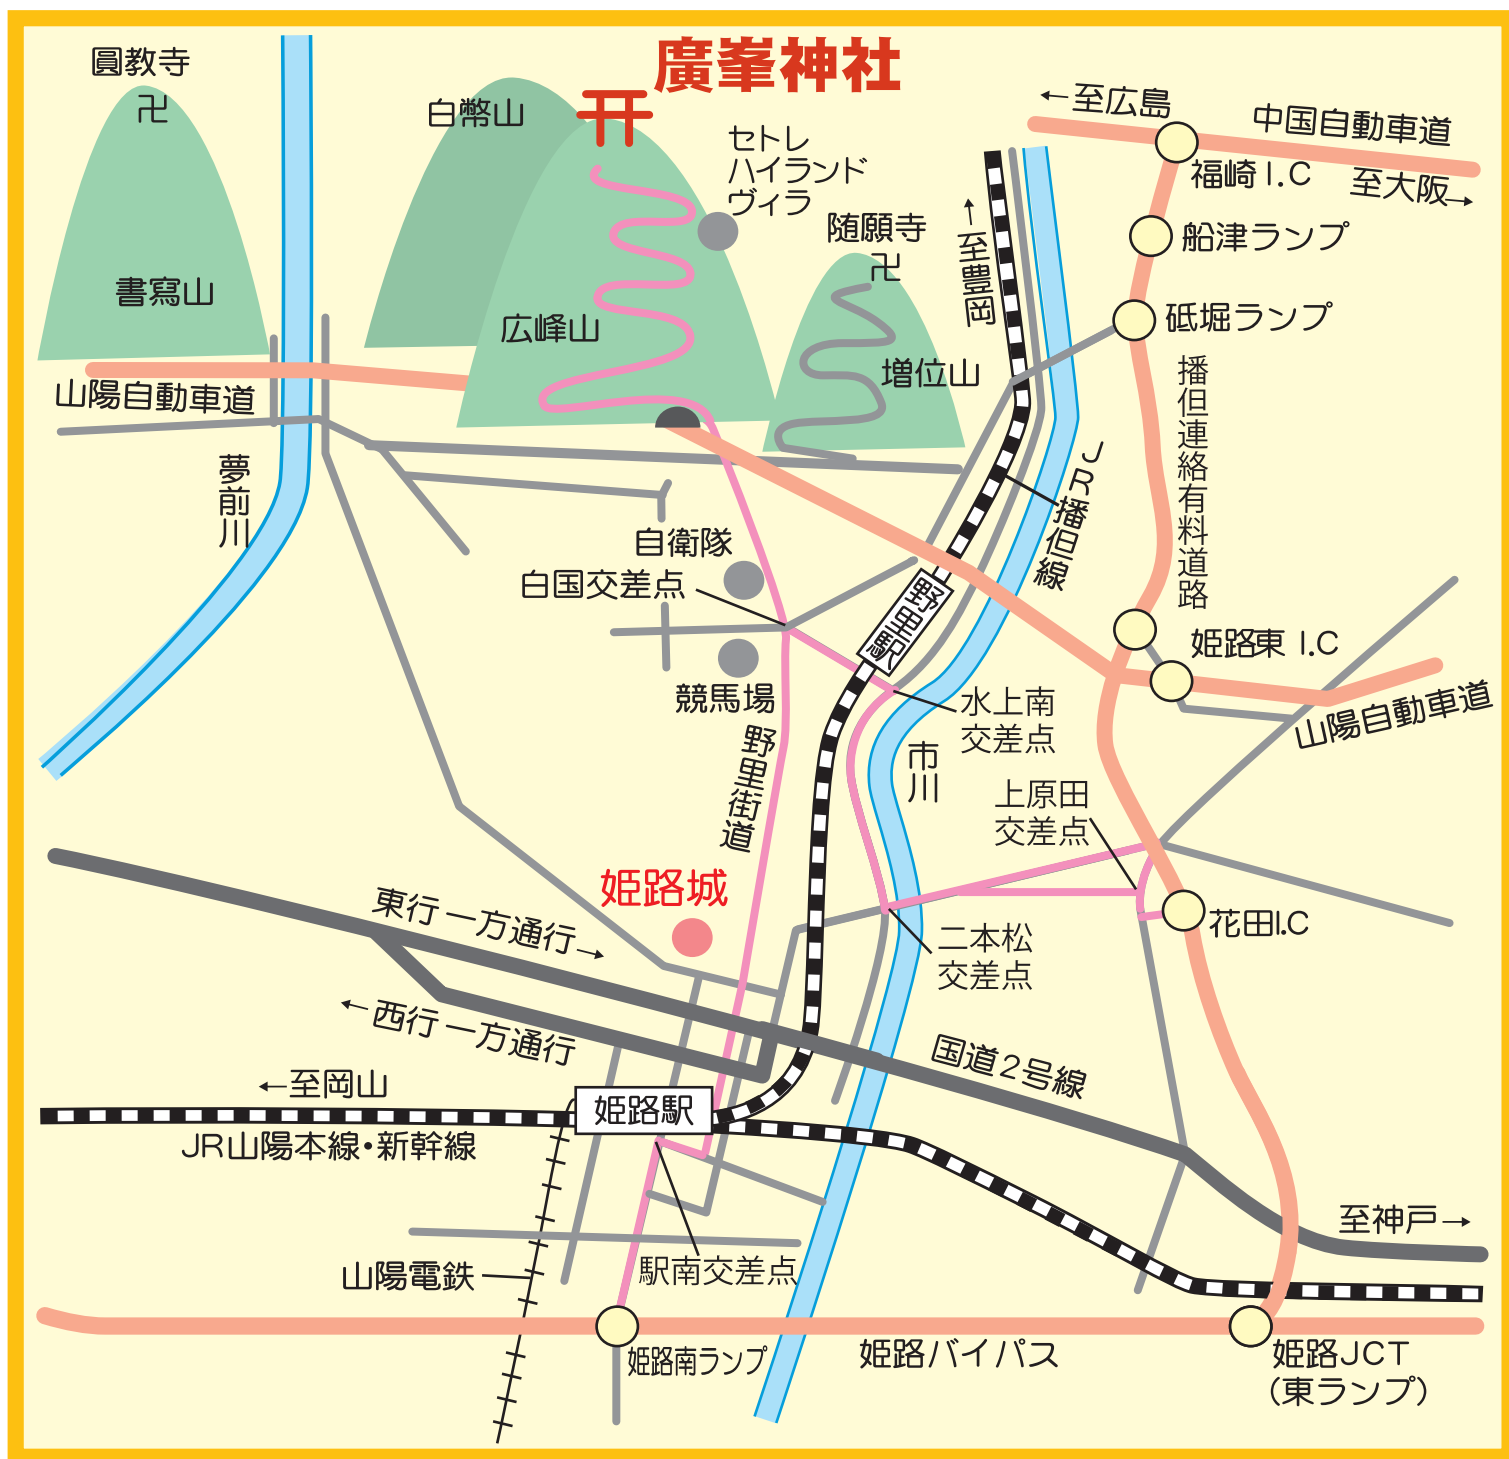 廣峯神社
圓教寺
卍
白幣山
セトレ
ハイランド
ヴィラ
←至広島
中国自動車道
福崎I.C
至大阪→
随願寺
卍
船津ランプ
←至豊岡
書寫山
広峰山
砥堀ランプ
増位山
山陽自動車道
播但連絡有料道路
夢前川
JR播但線
自衛隊
白国交差点
野里駅
姫路東I.C
競馬場
水上南
交差点
山陽自動車道
野里街道
市川
上原田
交差点
姫路城
東行一方通行→
花田I.C
二本松
交差点
←西行一方通行
国道2号線
←至岡山
姫路駅
JR山陽本線・新幹線
至神戸→
山陽電鉄
駅南交差点
姫路南ランプ
姫路バイパス
姫路JCT
(東ランプ)